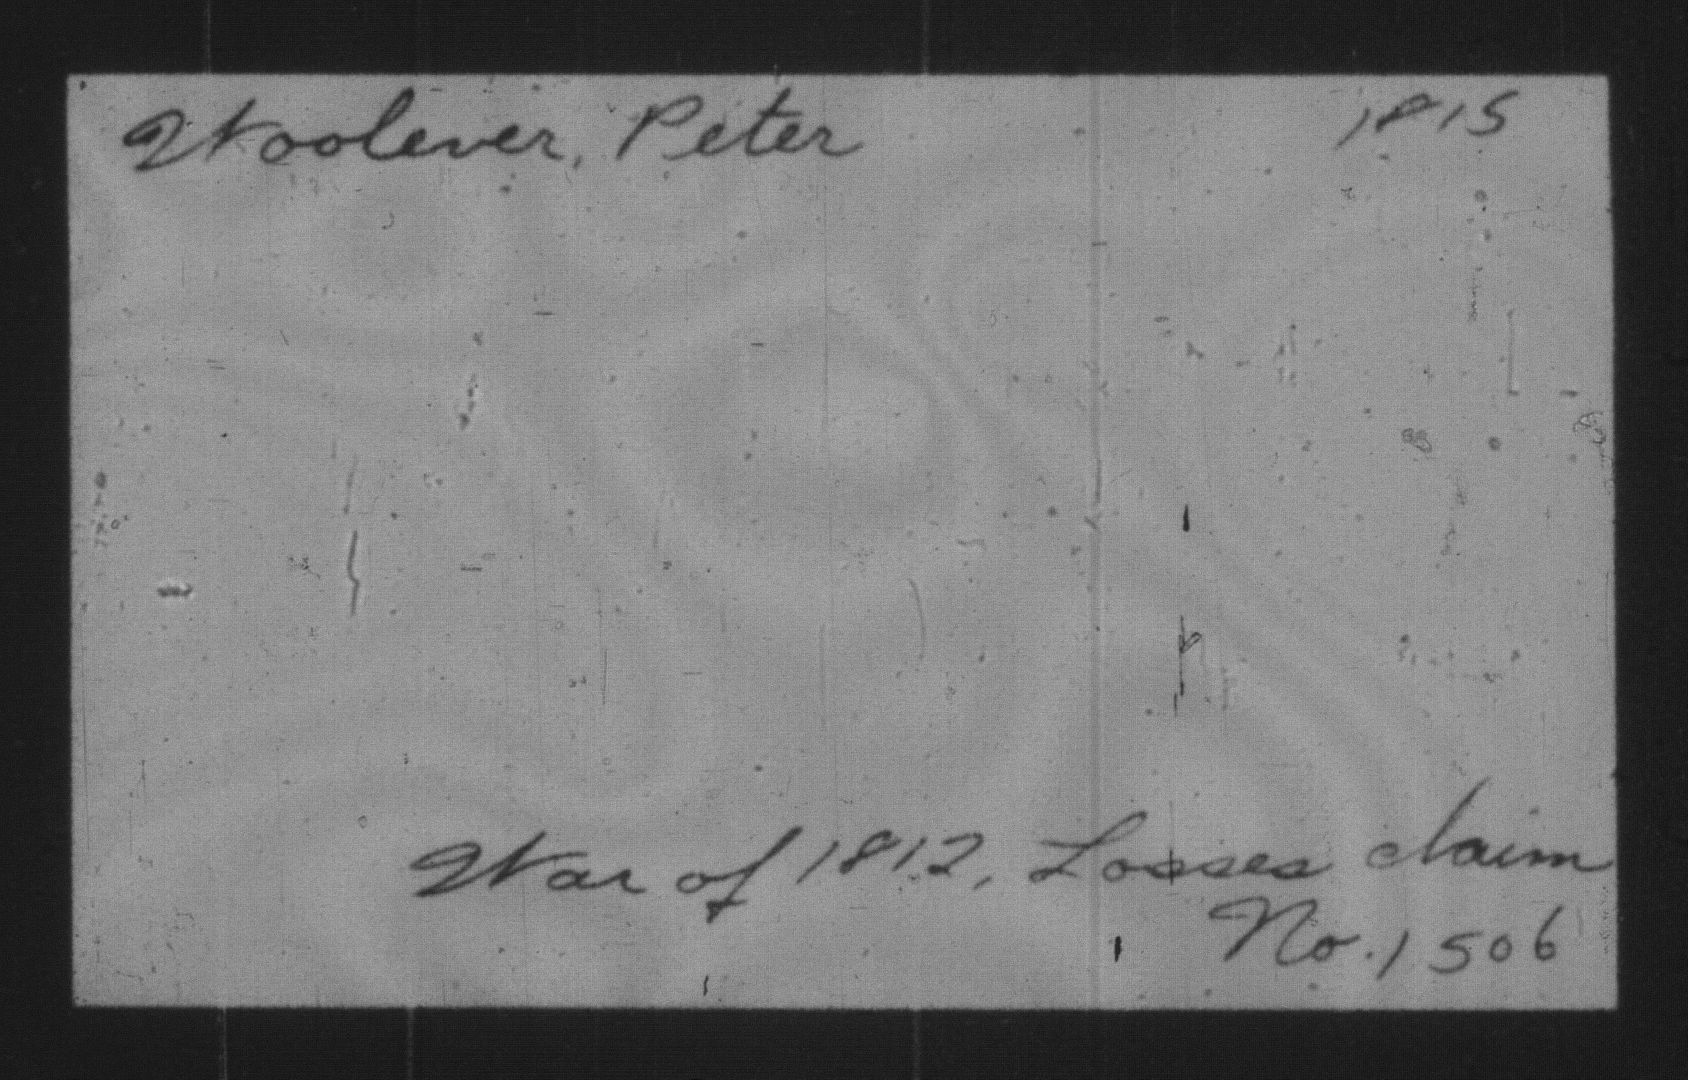 Woolever, Peter 1815
War of 1812, Losses claim
No. 1506